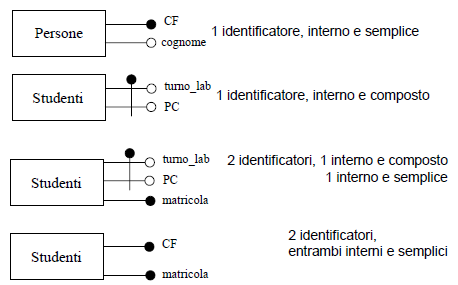 Persone
CF
cognome
1 identificatore, interno e semplice
Studenti
turno_lab
PC
1 identificatore, interno e composto
Studenti
turno_lab
PC
matricola
2 identificatori, 1 interno e composto
1 interno e semplice
Studenti
CF
matricola
2 identificatori,
entrambi interni e semplici